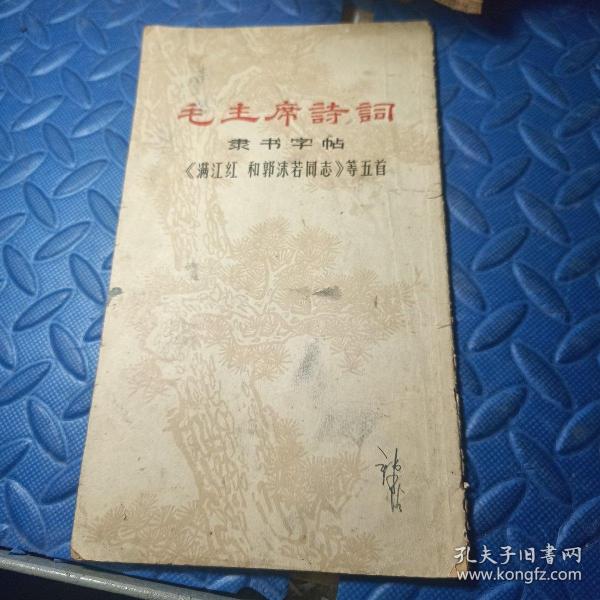 毛主席詩詞
隶书字帖
《满江红 和郭沫若同志》等五首
孔夫子旧书网
www.kongfz.com